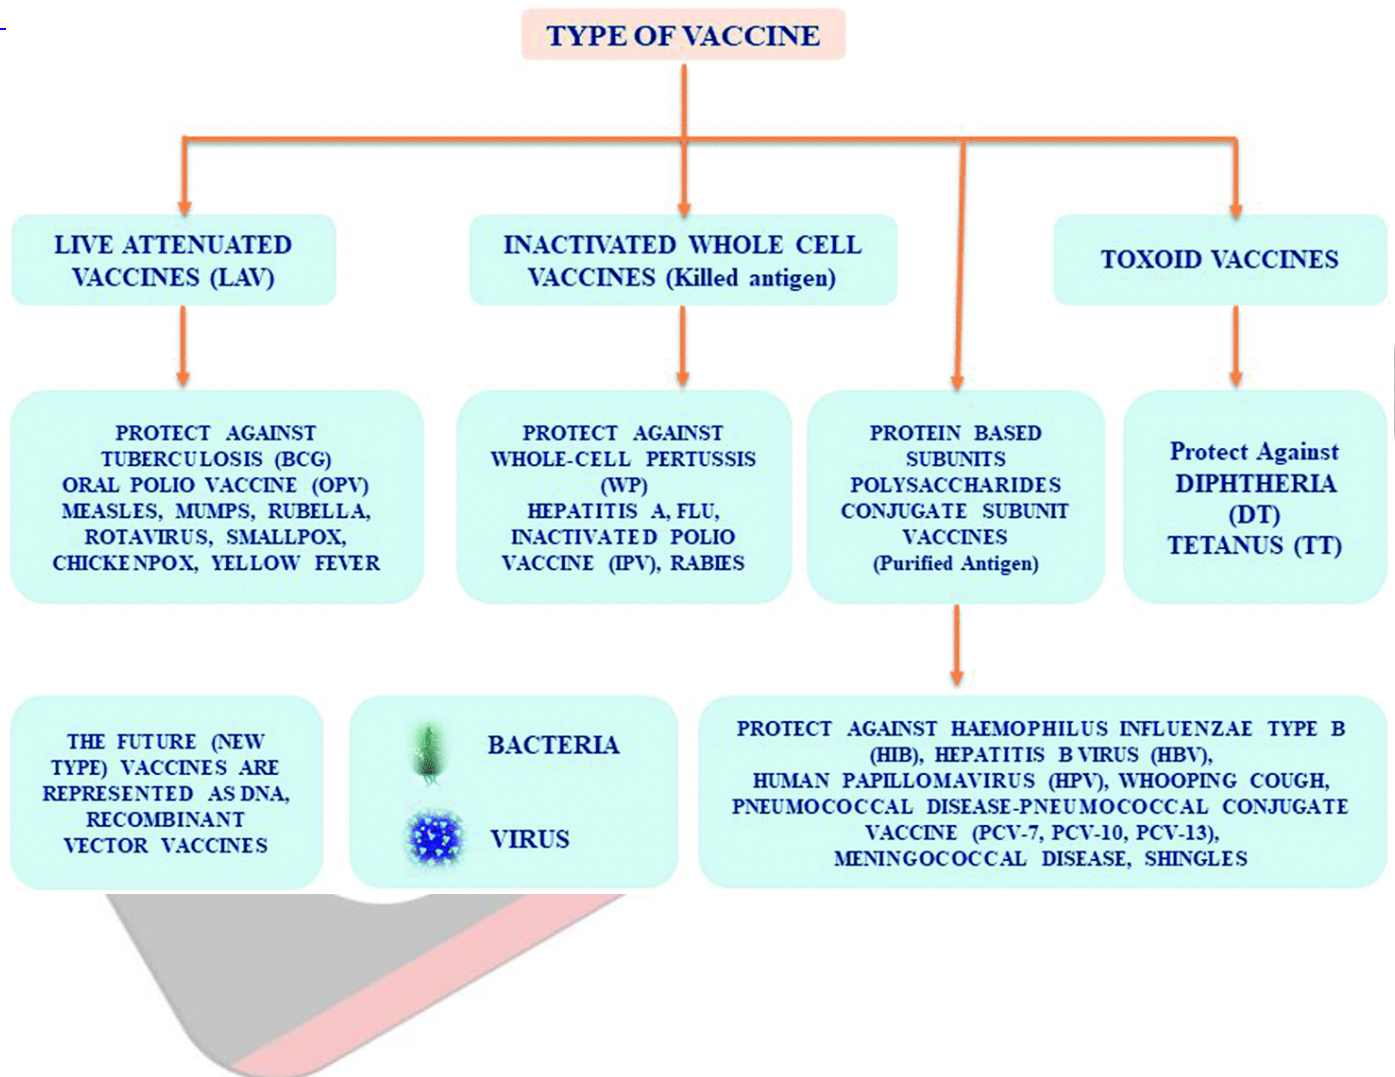 TYPE OF VACCINE
LIVE ATTENUATED
VACCINES (LAV)
INACTIVATED WHOLE CELL
VACCINES (Killed antigen)
TOXOID VACCINES
PROTECT AGAINST
TUBERCULOSIS (BCG)
ORAL POLIO VACCINE (OPV)
MEASLES, MUMPS, RUBELLA,
ROTAVIRUS, SMALLPOX,
CHICKENPOX, YELLOW FEVER
PROTECT AGAINST
WHOLE-CELL PERTUSSIS
(WP)
HEPATITIS A, FLU,
INACTIVATED POLIO
VACCINE (IPV), RABIES
PROTEIN BASED
SUBUNITS
POLYSACCHARIDES
CONJUGATE SUBUNIT
VACCINES
(Purified Antigen)
Protect Against
DIPHTHERIA
(DT)
TETANUS (TT)
THE FUTURE (NEW
TYPE) VACCINES ARE
REPRESENTED AS DNA,
RECOMBINANT
VECTOR VACCINES
BACTERIA
VIRUS
PROTECT AGAINST HAEMOPHILUS INFLUENZAE TYPE B
(HIB), HEPATITIS B VIRUS (HBV),
HUMAN PAPILLOMAVIRUS (HPV), WHOOPING COUGH,
PNEUMOCOCCAL DISEASE-PNEUMOCOCCAL CONJUGATE
VACCINE (PCV-7, PCV-10, PCV-13),
MENINGOCOCCAL DISEASE, SHINGLES